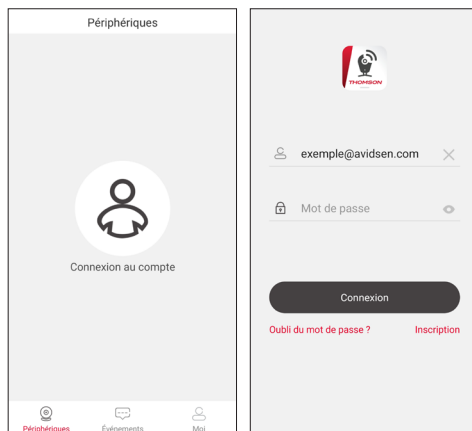 Périphériques
Connexion au compte
Périphériques Événements Moi
THOMSON
exemple@avidsen.com
Mot de passe
Connexion
Oubli du mot de passe ? Inscription